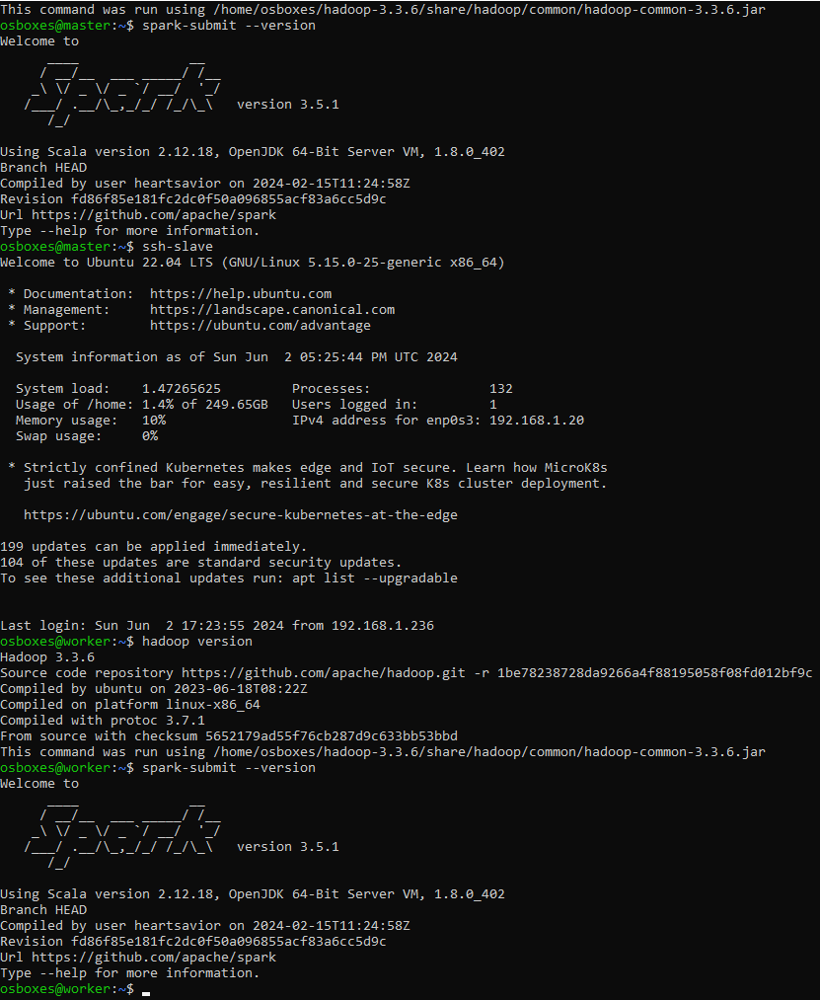 This command was run using /home/osboxes/hadoop-3.3.6/share/hadoop/common/hadoop-common-3.3.6.jar
osboxes@master:~$ spark-submit --version
Welcome to
      ____              __
     / __/__  ___ _____/ /__
    _\ \/ _ \/ _ `/ __/  '_/
   /___/ .__/\_,_/_/ /_/\_\   version 3.5.1
      /_/
Using Scala version 2.12.18, OpenJDK 64-Bit Server VM, 1.8.0_402
Branch HEAD
Compiled by user heartsavior on 2024-02-15T11:24:58Z
Revision fd86f85e181fc2dc0f50a096855acf83a6cc5d9c
Url https://github.com/apache/spark
Type --help for more information.
osboxes@master:~$ ssh-slave
Welcome to Ubuntu 22.04 LTS (GNU/Linux 5.15.0-25-generic x86_64)
 * Documentation:  https://help.ubuntu.com
 * Management:     https://landscape.canonical.com
 * Support:        https://ubuntu.com/advantage
  System information as of Sun Jun  2 05:25:44 PM UTC 2024
  System load:    1.47265625         Processes:               132
  Usage of /home: 1.4% of 249.65GB   Users logged in:         1
  Memory usage:   10%                IPv4 address for enp0s3: 192.168.1.20
  Swap usage:     0%
 * Strictly confined Kubernetes makes edge and IoT secure. Learn how MicroK8s
   just raised the bar for easy, resilient and secure K8s cluster deployment.
   https://ubuntu.com/engage/secure-kubernetes-at-the-edge
199 updates can be applied immediately.
104 of these updates are standard security updates.
To see these additional updates run: apt list --upgradable
Last login: Sun Jun  2 17:23:55 2024 from 192.168.1.236
osboxes@worker:~$ hadoop version
Hadoop 3.3.6
Source code repository https://github.com/apache/hadoop.git -r 1be78238728da9266a4f88195058f08fd012bf9c
Compiled by ubuntu on 2023-06-18T08:22Z
Compiled on platform linux-x86_64
Compiled with protoc 3.7.1
From source with checksum 5652179ad55f76cb287d9c633bb53bbd
This command was run using /home/osboxes/hadoop-3.3.6/share/hadoop/common/hadoop-common-3.3.6.jar
osboxes@worker:~$ spark-submit --version
Welcome to
      ____              __
     / __/__  ___ _____/ /__
    _\ \/ _ \/ _ `/ __/  '_/
   /___/ .__/\_,_/_/ /_/\_\   version 3.5.1
      /_/
Using Scala version 2.12.18, OpenJDK 64-Bit Server VM, 1.8.0_402
Branch HEAD
Compiled by user heartsavior on 2024-02-15T11:24:58Z
Revision fd86f85e181fc2dc0f50a096855acf83a6cc5d9c
Url https://github.com/apache/spark
Type --help for more information.
osboxes@worker:~$